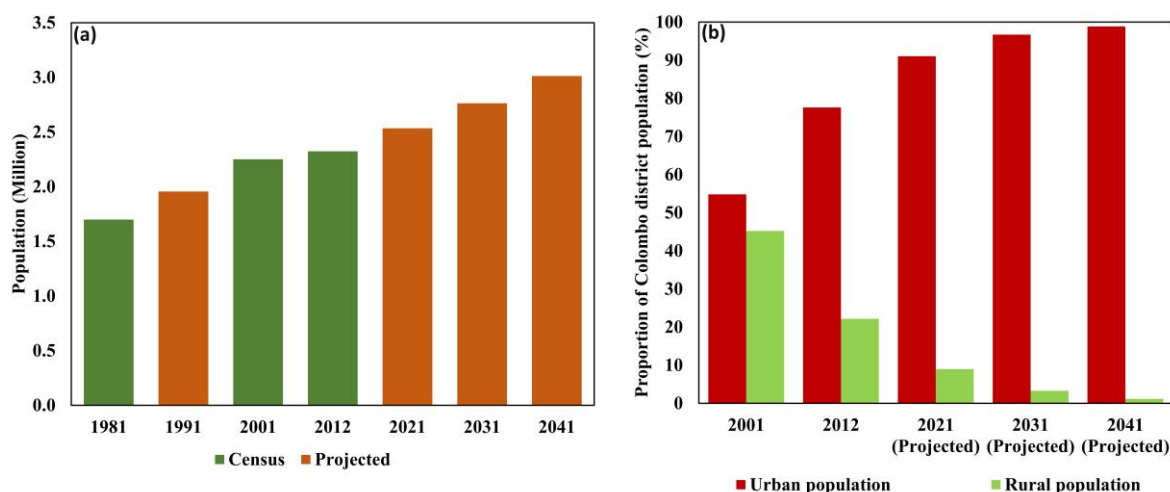 (a)
Population (Million)
3.5
3.0
2.5
2.0
1.5
1.0
0.5
0.0
1981 1991 2001 2012 2021 2031 2041
Census Projected
(b)
Proportion of Colombo district population (%)
100
90
80
70
60
50
40
30
20
10
0
2001 2012 2021 2031 2041
(Projected) (Projected) (Projected)
Urban population Rural population